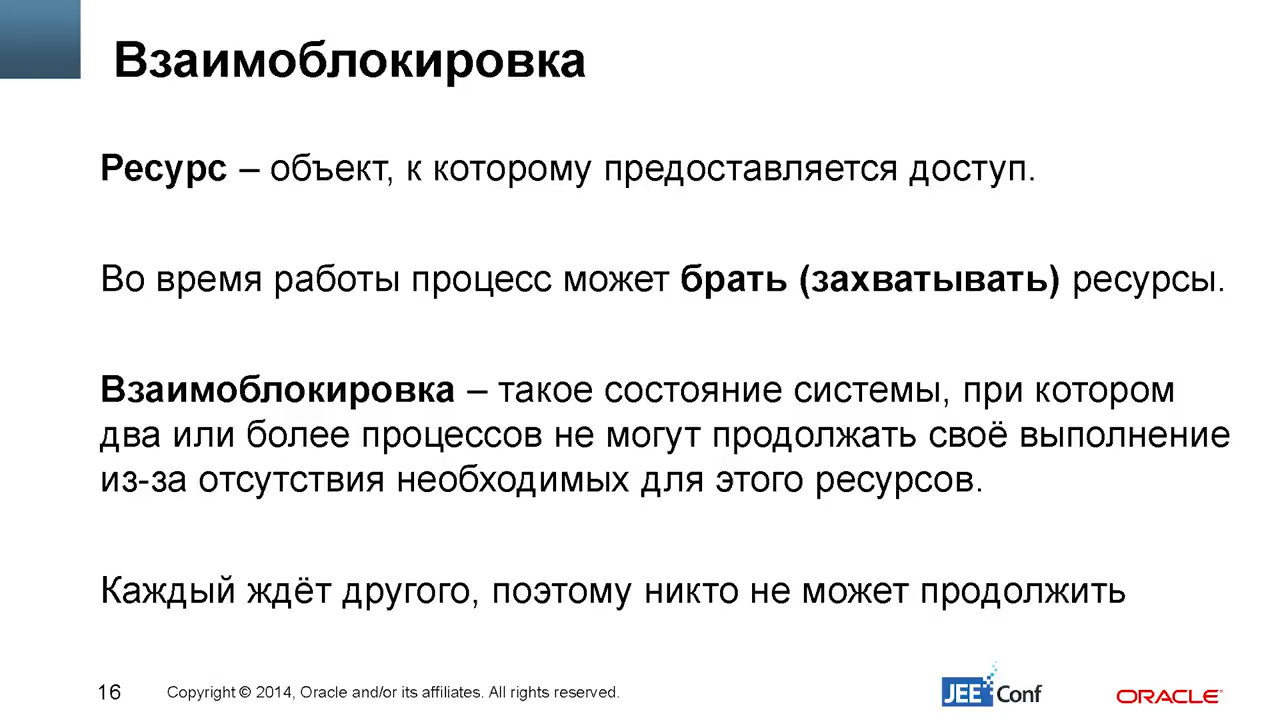 Взаимоблокировка
Ресурс – объект, к которому предоставляется доступ.
Во время работы процесс может брать (захватывать) ресурсы.
Взаимоблокировка – такое состояние системы, при котором
два или более процессов не могут продолжать своё выполнение
из-за отсутствия необходимых для этого ресурсов.
Каждый ждёт другого, поэтому никто не может продолжить
16 Copyright © 2014, Oracle and/or its affiliates. All rights reserved. JEEConf ORACLE